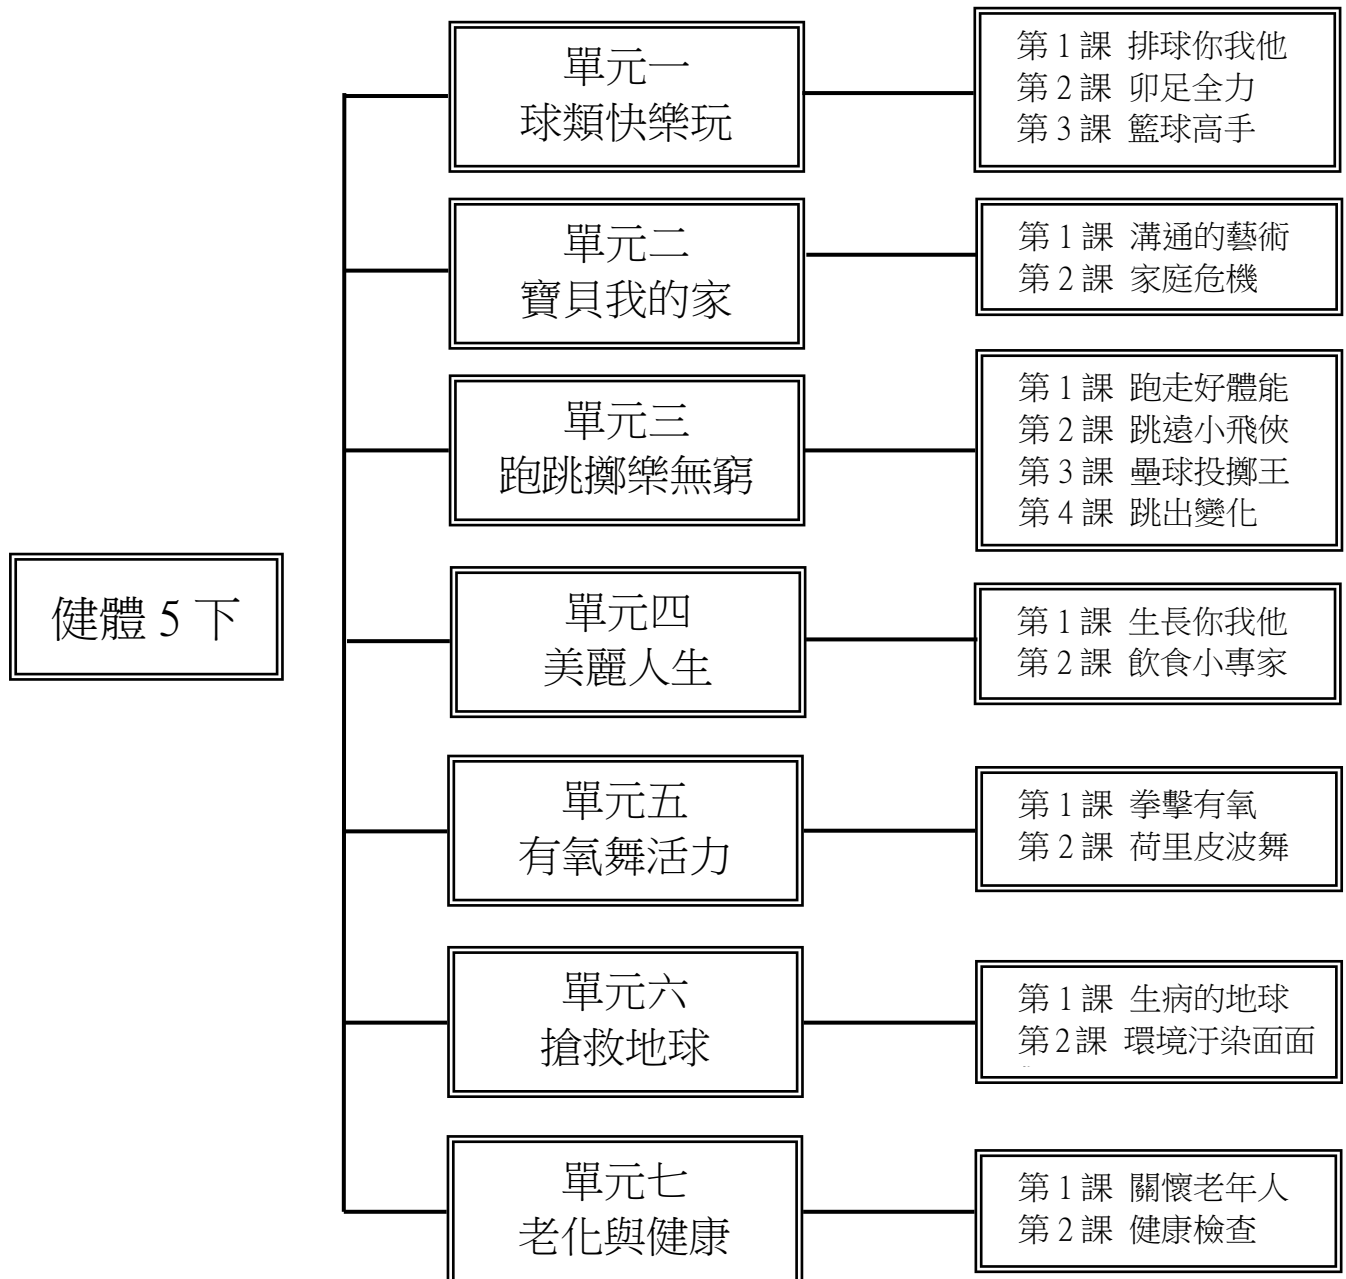 健體 5 下
單元一
球類快樂玩
第 1 課 排球你我他
第 2 課 卯足全力
第 3 課 籃球高手
單元二
寶貝我的家
第 1 課 溝通的藝術
第 2 課 家庭危機
單元三
跑跳擲樂無窮
第 1 課 跑走好體能
第 2 課 跳遠小飛俠
第 3 課 壘球投擲王
第 4 課 跳出變化
單元四
美麗人生
第 1 課 生長你我他
第 2 課 飲食小專家
單元五
有氧舞活力
第 1 課 拳擊有氧
第 2 課 荷里皮波舞
單元六
搶救地球
第 1 課 生病的地球
第 2 課 環境汙染面面
單元七
老化與健康
第 1 課 關懷老年人
第 2 課 健康檢查